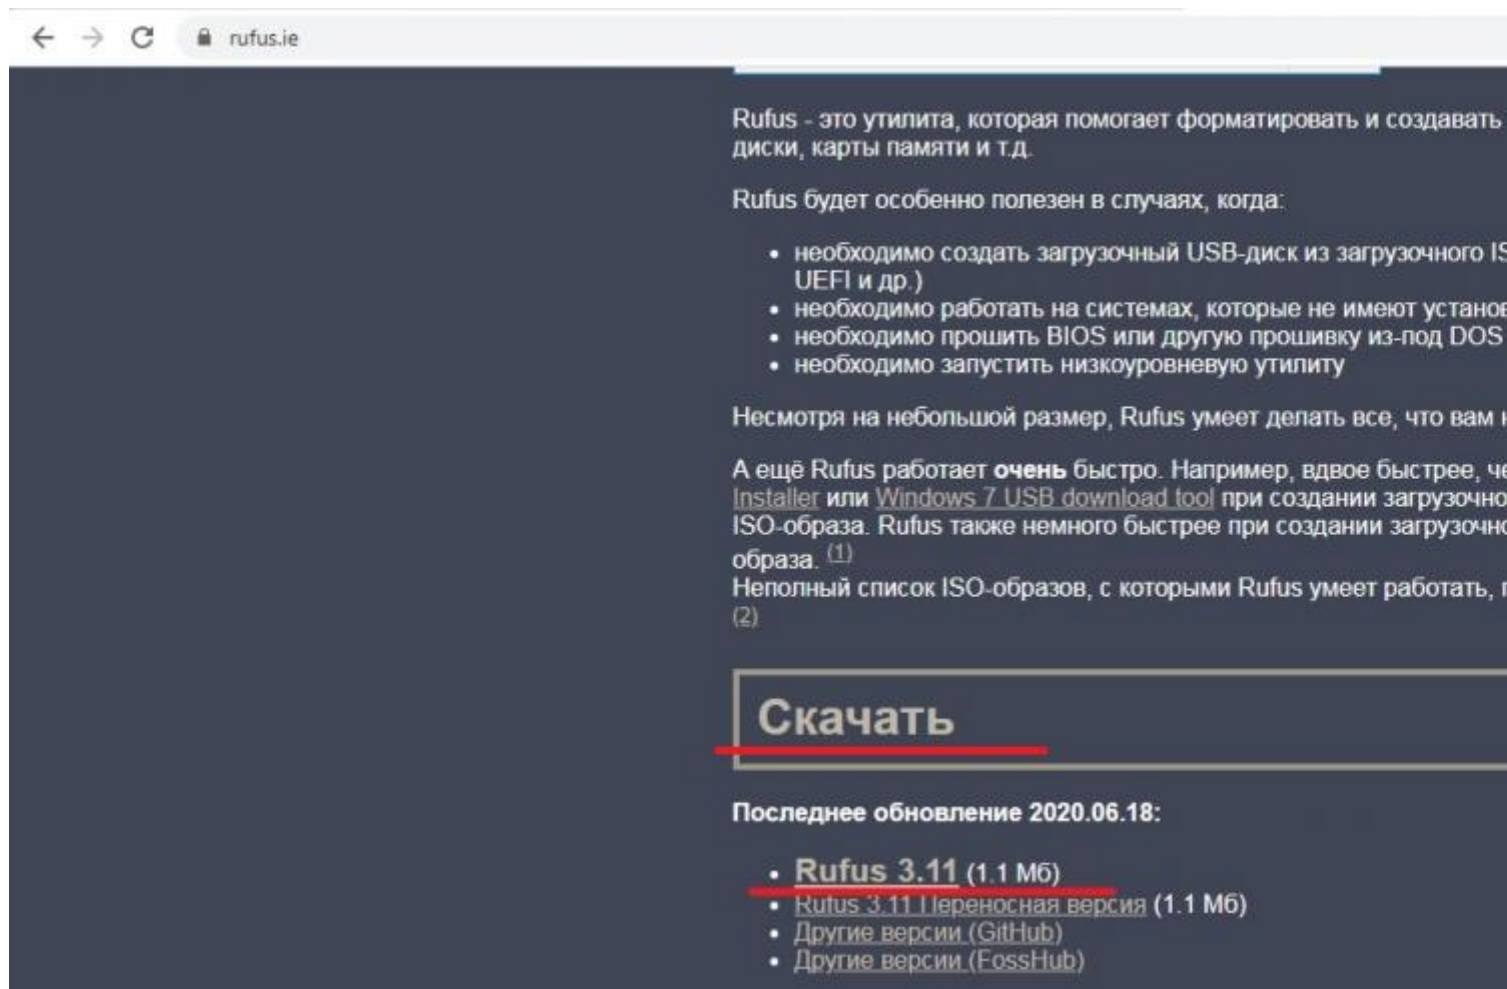 rufus.ie
Rufus - это утилита, которая помогает форматировать и создавать
диски, карты памяти и т.д.
Rufus будет особенно полезен в случаях, когда:
• необходимо создать загрузочный USB-диск из загрузочного IS
UEFI и др.)
• необходимо работать на системах, которые не имеют установ
• необходимо прошить BIOS или другую прошивку из-под DOS
• необходимо запустить низкоуровневую утилиту
Несмотря на небольшой размер, Rufus умеет делать все, что вам н
А ещё Rufus работает очень быстро. Например, вдвое быстрее, че
Installer или Windows 7 USB download tool при создании загрузочно
ISO-образа. Rufus также немного быстрее при создании загрузочно
образа. (1)
Неполный список ISO-образов, с которыми Rufus умеет работать, п
(2)
Скачать
Последнее обновление 2020.06.18:
• Rufus 3.11 (1.1 Мб)
• Rufus 3.11 Переносная версия (1.1 Мб)
• Другие версии (GitHub)
• Другие версии (FossHub)